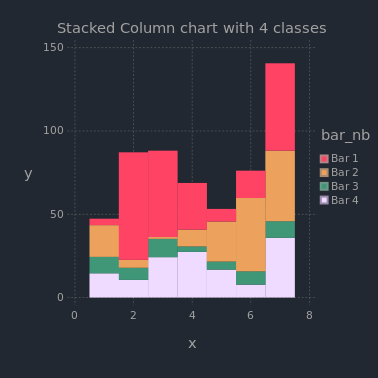 Stacked Column chart with 4 classes
150
100
50
0
y
0 2 4 6 8
x
bar_nb
Bar 1
Bar 2
Bar 3
Bar 4